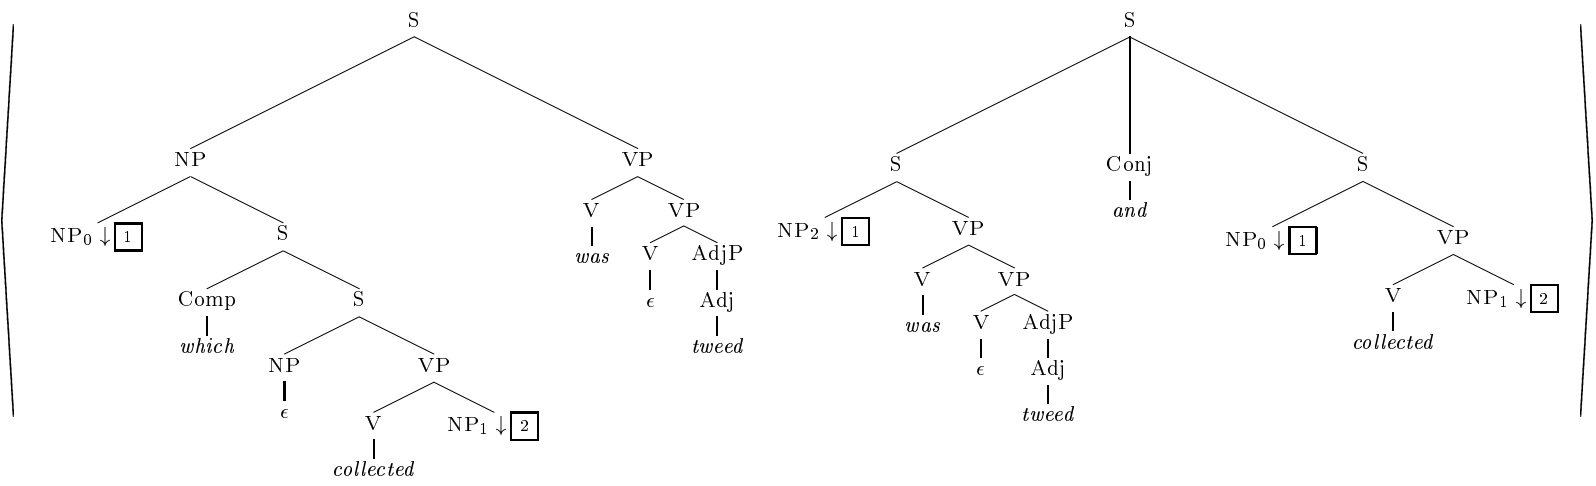 S S
NP VP S Conj S
NP₀ ↓ 1 S V VP NP₂ ↓ 1 VP and NP₀ ↓ 1 VP
Comp S was V AdjP V VP V NP₁ ↓ 2
which NP VP ϵ Adj was V AdjP collected
ϵ V NP₁ ↓ 2 tweed ϵ Adj
collected tweed